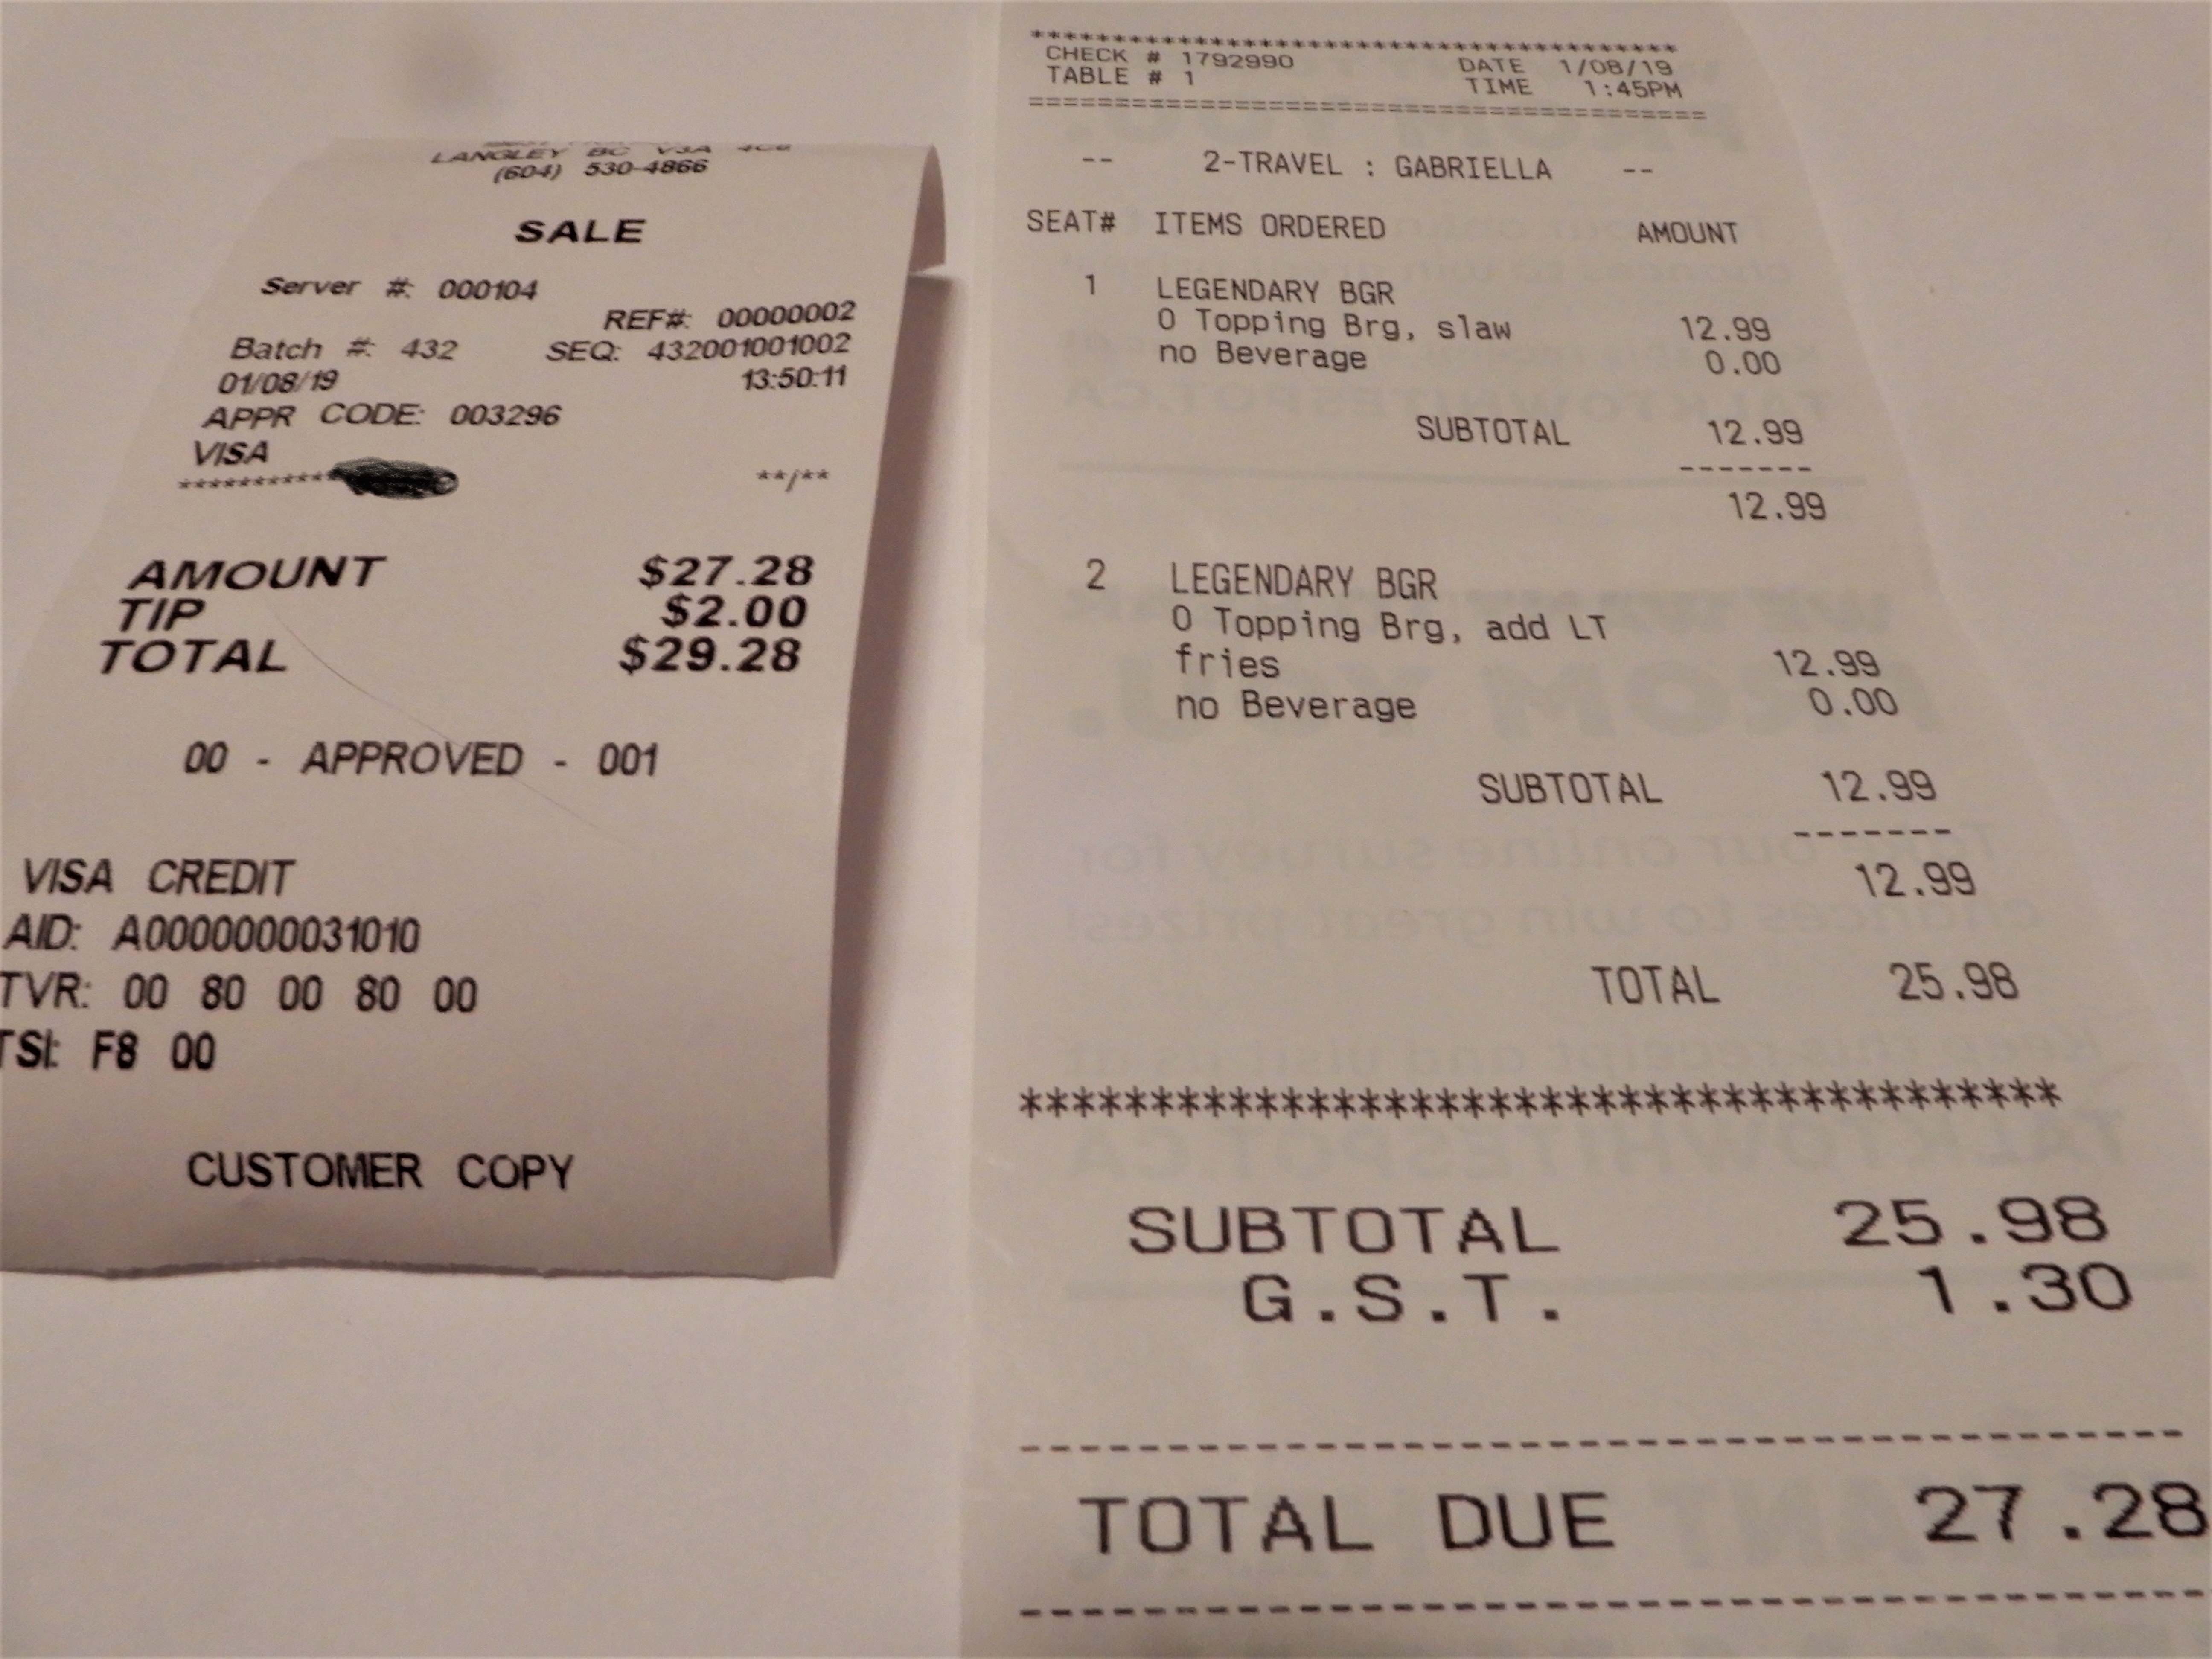 LANGLEY BC V3A 4C6
(604) 530-4866
SALE
Server #: 000104
REF#: 00000002
Batch #: 432 SEQ: 432001001002
01/08/19 13:50:11
APPR CODE: 003296
VISA
*********** **/**
AMOUNT $27.28
TIP $2.00
TOTAL $29.28
00 - APPROVED - 001
VISA CREDIT
AID: A0000000031010
TVR: 00 80 00 80 00
TSI: F8 00
CUSTOMER COPY
****************************************
CHECK # 1792990 DATE 1/08/19
TABLE # 1 TIME 1:45PM
========================================
-- 2-TRAVEL : GABRIELLA --
SEAT# ITEMS ORDERED AMOUNT
1 LEGENDARY BGR
0 Topping Brg, slaw 12.99
no Beverage 0.00
SUBTOTAL 12.99
-------
12.99
2 LEGENDARY BGR
0 Topping Brg, add LT
fries 12.99
no Beverage 0.00
SUBTOTAL 12.99
-------
12.99
TOTAL 25.98
****************************************
SUBTOTAL 25.98
G.S.T. 1.30
----------------------------------------
TOTAL DUE 27.28
----------------------------------------